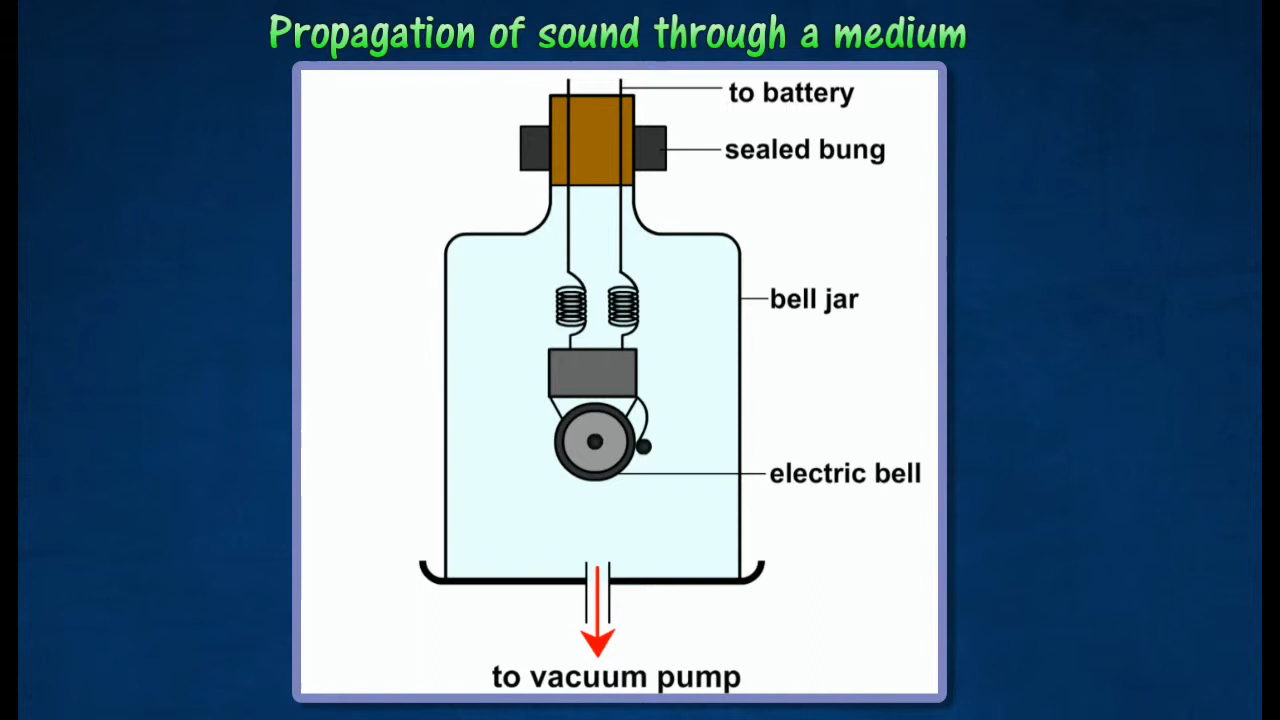 Propagation of sound through a medium
to battery
sealed bung
bell jar
electric bell
to vacuum pump